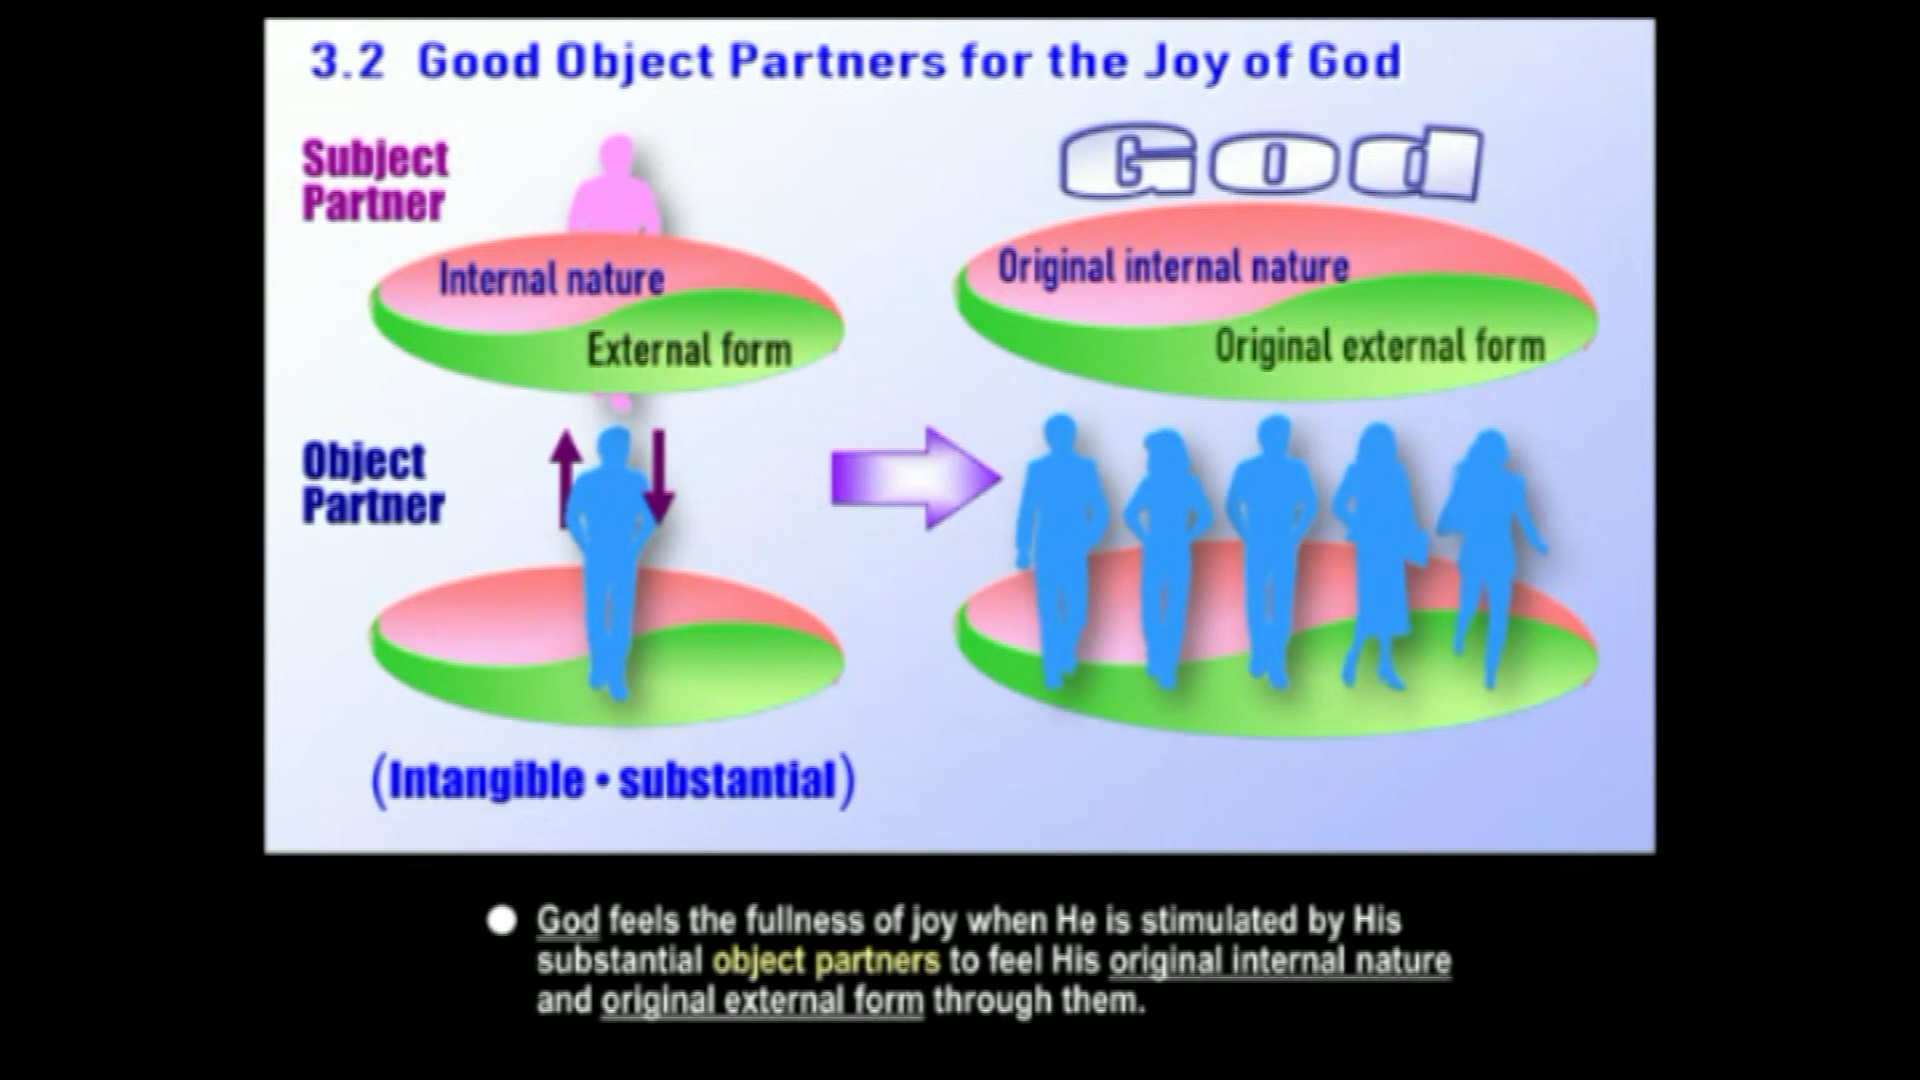 3.2 Good Object Partners for the Joy of God
Subject
Partner
Internal nature
External form
God
Original internal nature
Original external form
Object
Partner
(Intangible • substantial)
● God feels the fullness of joy when He is stimulated by His
substantial object partners to feel His original internal nature
and original external form through them.